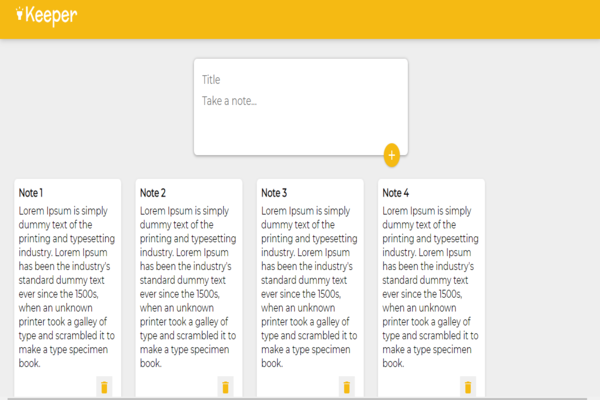 Keeper
Title
Take a note...
+
Note 1
Lorem Ipsum is simply
dummy text of the
printing and typesetting
industry. Lorem Ipsum
has been the industry's
standard dummy text
ever since the 1500s,
when an unknown
printer took a galley of
type and scrambled it to
make a type specimen
book.
Note 2
Lorem Ipsum is simply
dummy text of the
printing and typesetting
industry. Lorem Ipsum
has been the industry's
standard dummy text
ever since the 1500s,
when an unknown
printer took a galley of
type and scrambled it to
make a type specimen
book.
Note 3
Lorem Ipsum is simply
dummy text of the
printing and typesetting
industry. Lorem Ipsum
has been the industry's
standard dummy text
ever since the 1500s,
when an unknown
printer took a galley of
type and scrambled it to
make a type specimen
book.
Note 4
Lorem Ipsum is simply
dummy text of the
printing and typesetting
industry. Lorem Ipsum
has been the industry's
standard dummy text
ever since the 1500s,
when an unknown
printer took a galley of
type and scrambled it to
make a type specimen
book.